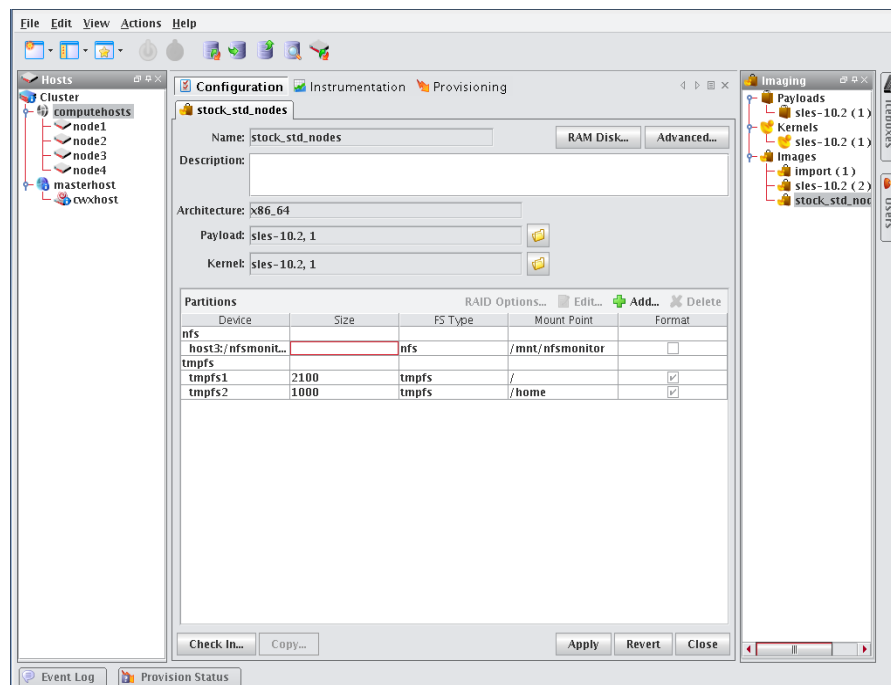 File Edit View Actions Help
Hosts
Cluster
computehosts
node1
node2
node3
node4
masterhost
cwxhost
Configuration Instrumentation Provisioning
stock_std_nodes
Name: stock_std_nodes RAM Disk... Advanced...
Description:
Architecture: x86_64
Payload: sles-10.2, 1
Kernel: sles-10.2, 1
Partitions RAID Options... Edit... Add... Delete
Device Size FS Type Mount Point Format
nfs
host3:/nfsmonit... nfs /mnt/nfsmonitor
tmpfs
tmpfs1 2100 tmpfs /
tmpfs2 1000 tmpfs /home
Check In... Copy... Apply Revert Close
Imaging
Payloads
sles-10.2 (1)
Kernels
sles-10.2 (1)
Images
import (1)
sles-10.2 (2)
stock_std_noc
Iceboxes
Users
Event Log Provision Status